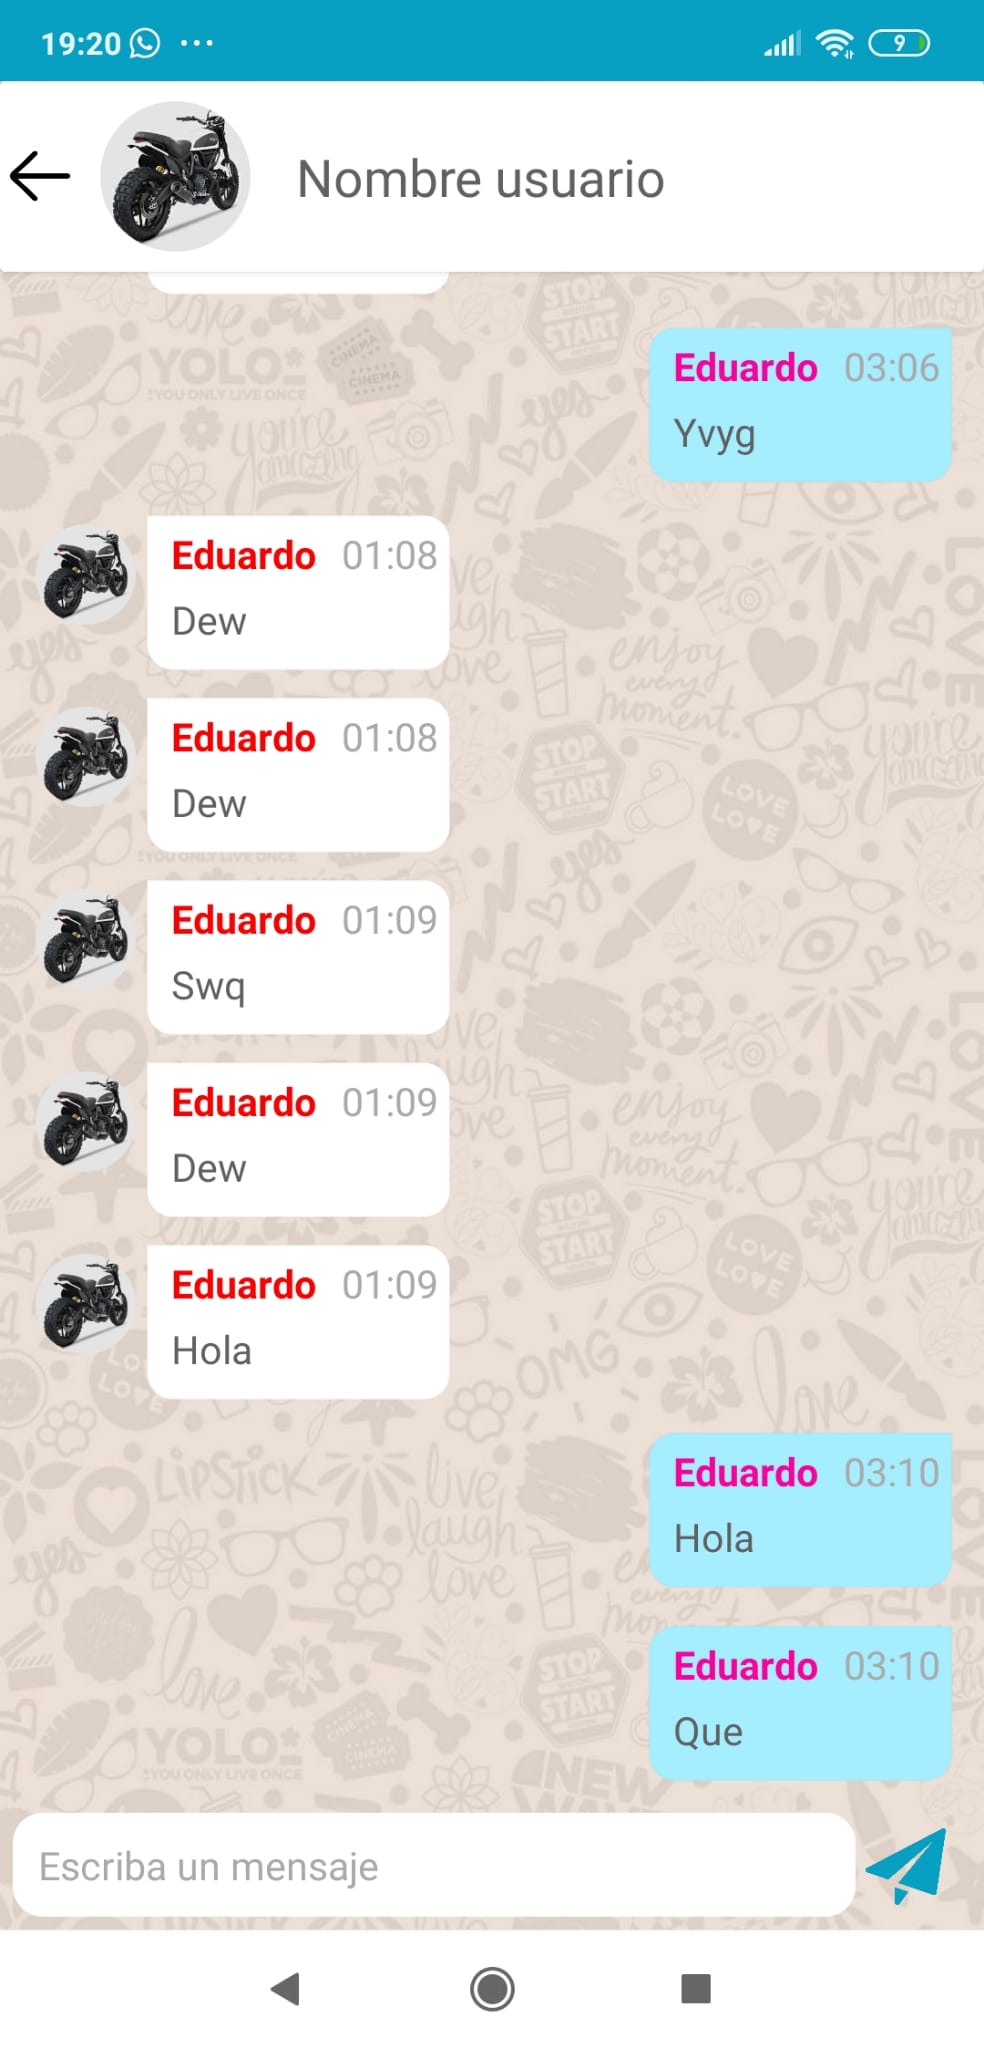 19:20
9
Nombre usuario
Eduardo 03:06
Yvyg
Eduardo 01:08
Dew
Eduardo 01:08
Dew
Eduardo 01:09
Swq
Eduardo 01:09
Dew
Eduardo 01:09
Hola
Eduardo 03:10
Hola
Eduardo 03:10
Que
Escriba un mensaje